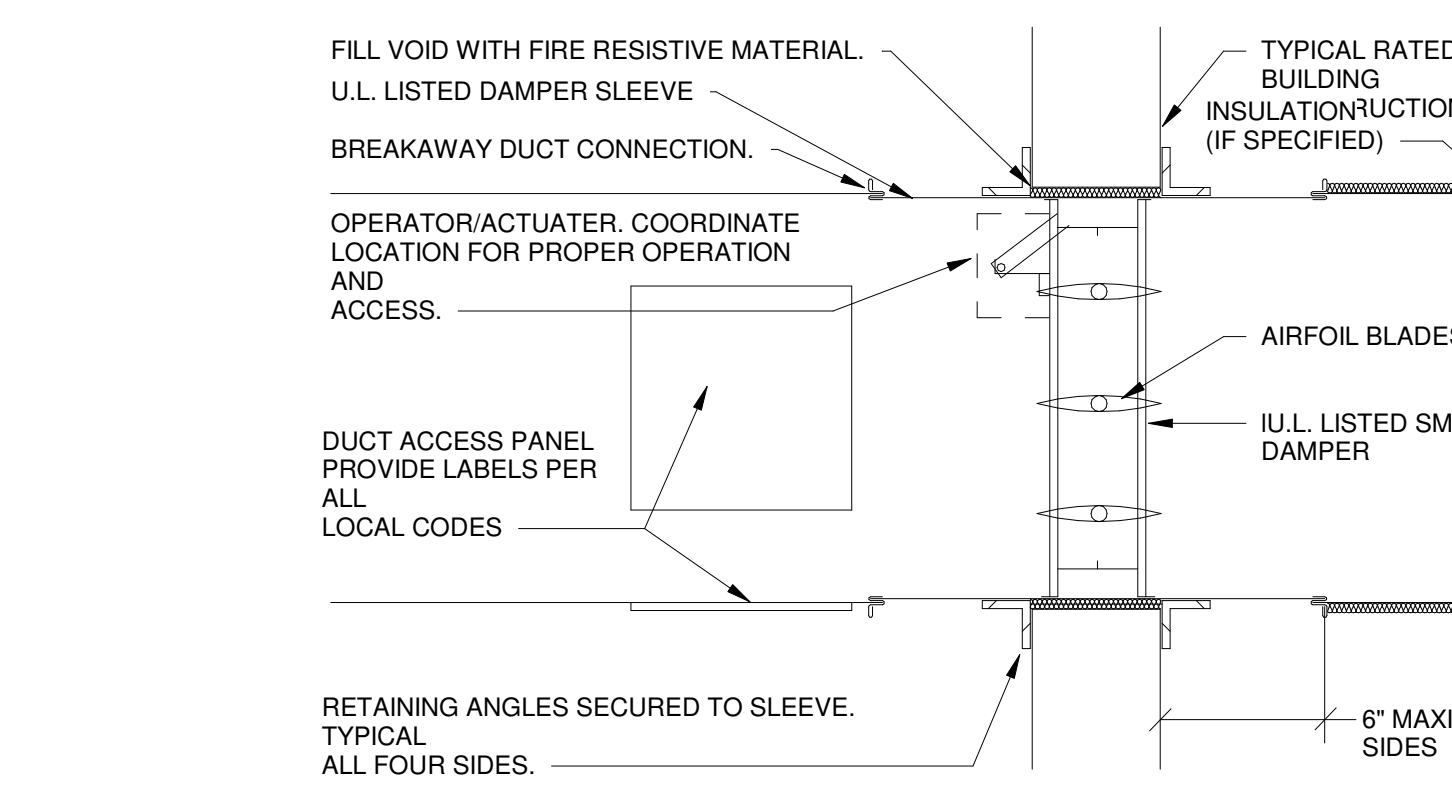 FILL VOID WITH FIRE RESISTIVE MATERIAL.
U.L. LISTED DAMPER SLEEVE
BREAKAWAY DUCT CONNECTION.
OPERATOR/ACTUATER. COORDINATE
LOCATION FOR PROPER OPERATION
AND
ACCESS.
DUCT ACCESS PANEL
PROVIDE LABELS PER
ALL
LOCAL CODES
RETAINING ANGLES SECURED TO SLEEVE.
TYPICAL
ALL FOUR SIDES.
TYPICAL RATED
BUILDING
INSULATION
(IF SPECIFIED)
AIRFOIL BLADES
IU.L. LISTED
DAMPER
6"
SIDES